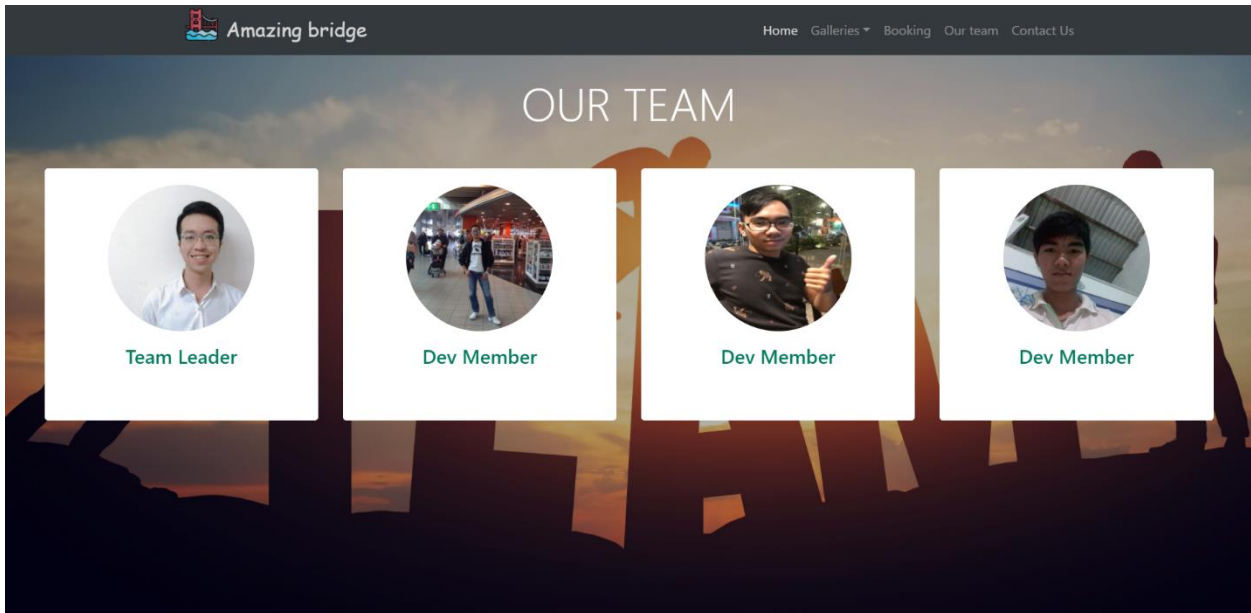 Amazing bridge
Home Galleries Booking Our team Contact Us
OUR TEAM
Team Leader
Dev Member
Dev Member
Dev Member
TEAM